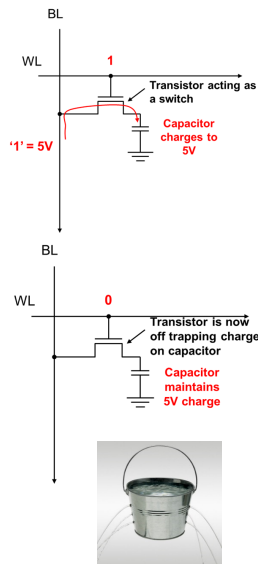 BL
WL
1
Transistor acting as
a switch
Capacitor
charges to
5V
‘1’ = 5V
BL
WL
0
Transistor is now
off trapping charge
on capacitor
Capacitor
maintains
5V charge